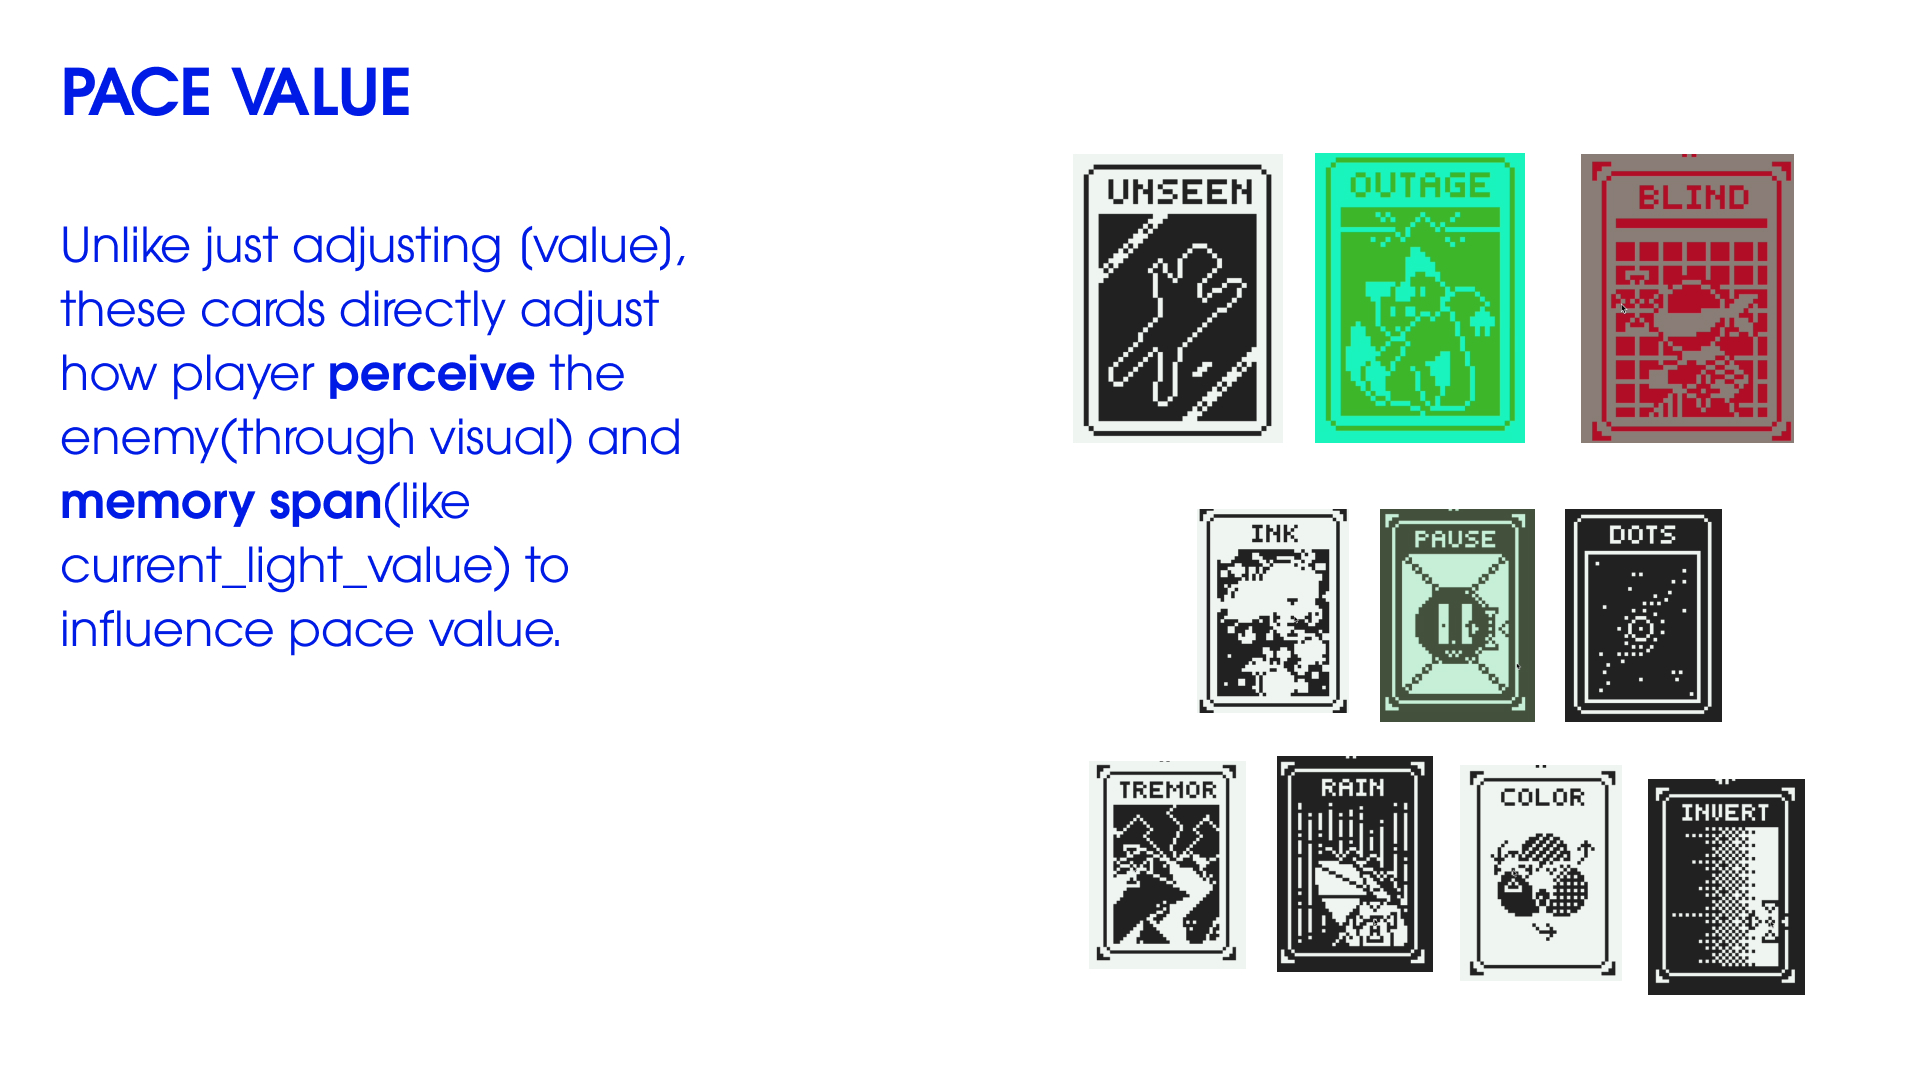 PACE VALUE
Unlike just adjusting (value),
these cards directly adjust
how player perceive the
enemy(through visual) and
memory span(like
current_light_value) to
influence pace value.
UNSEEN
OUTAGE
BLIND
INK
PAUSE
DOTS
TREMOR
RAIN
COLOR
INVERT